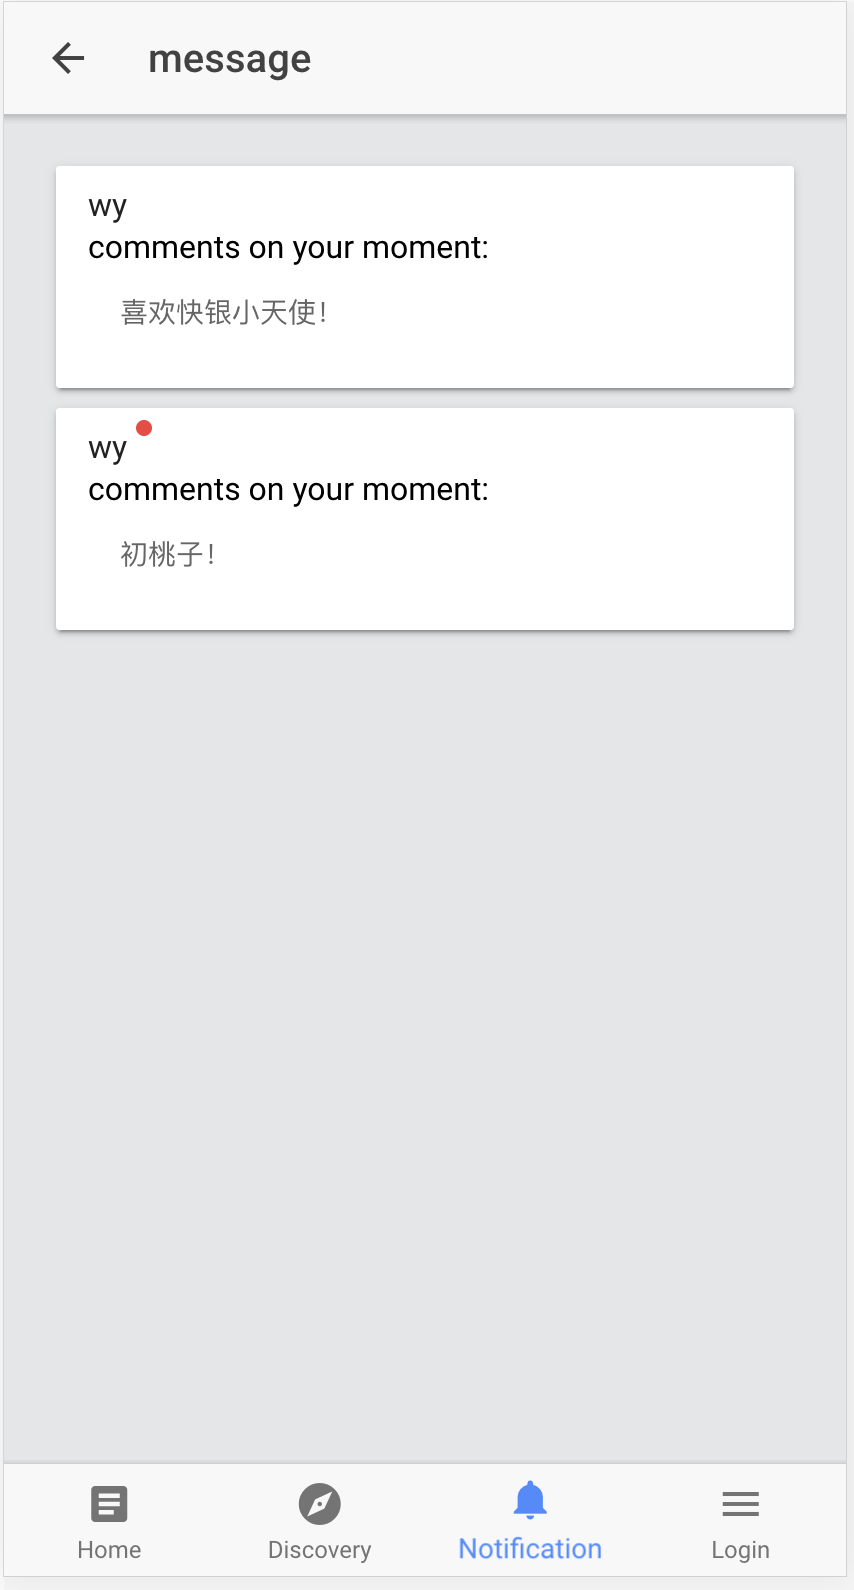 message
wy
comments on your moment:
喜欢快银小天使！
wy
comments on your moment:
初桃子！
Home
Discovery
Notification
Login